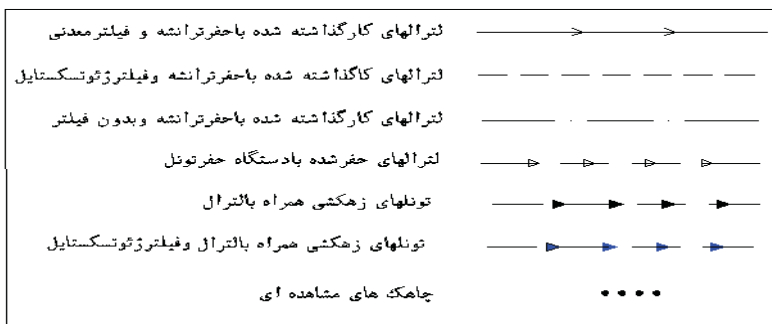 لترالهای کارگذاشته شده باحفرترانشه و فیلترمعدنی
لترالهای کاگذاشته شده باحفرترانشه وفیلترژئوتسکستایل
لترالهای کارگذاشته شده باحفرترانشه وبدون فیلتر
لترالهای حفرشده بادستگاه حفرتونل
تونلهای زهکشی همراه بالترال
تونلهای زهکشی همراه بالترال وفیلترژئوتسکستایل
چاهک های مشاهده ای